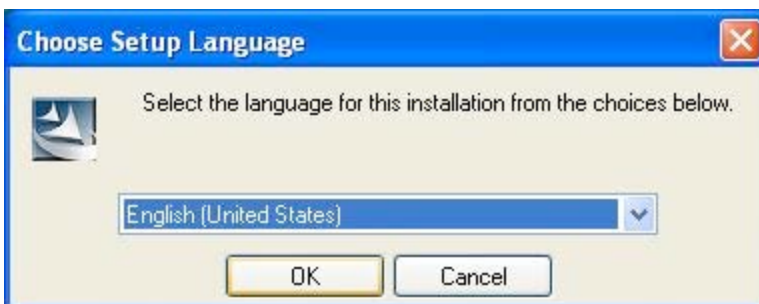 Choose Setup Language
Select the language for this installation from the choices below.
English (United States)
OK
Cancel